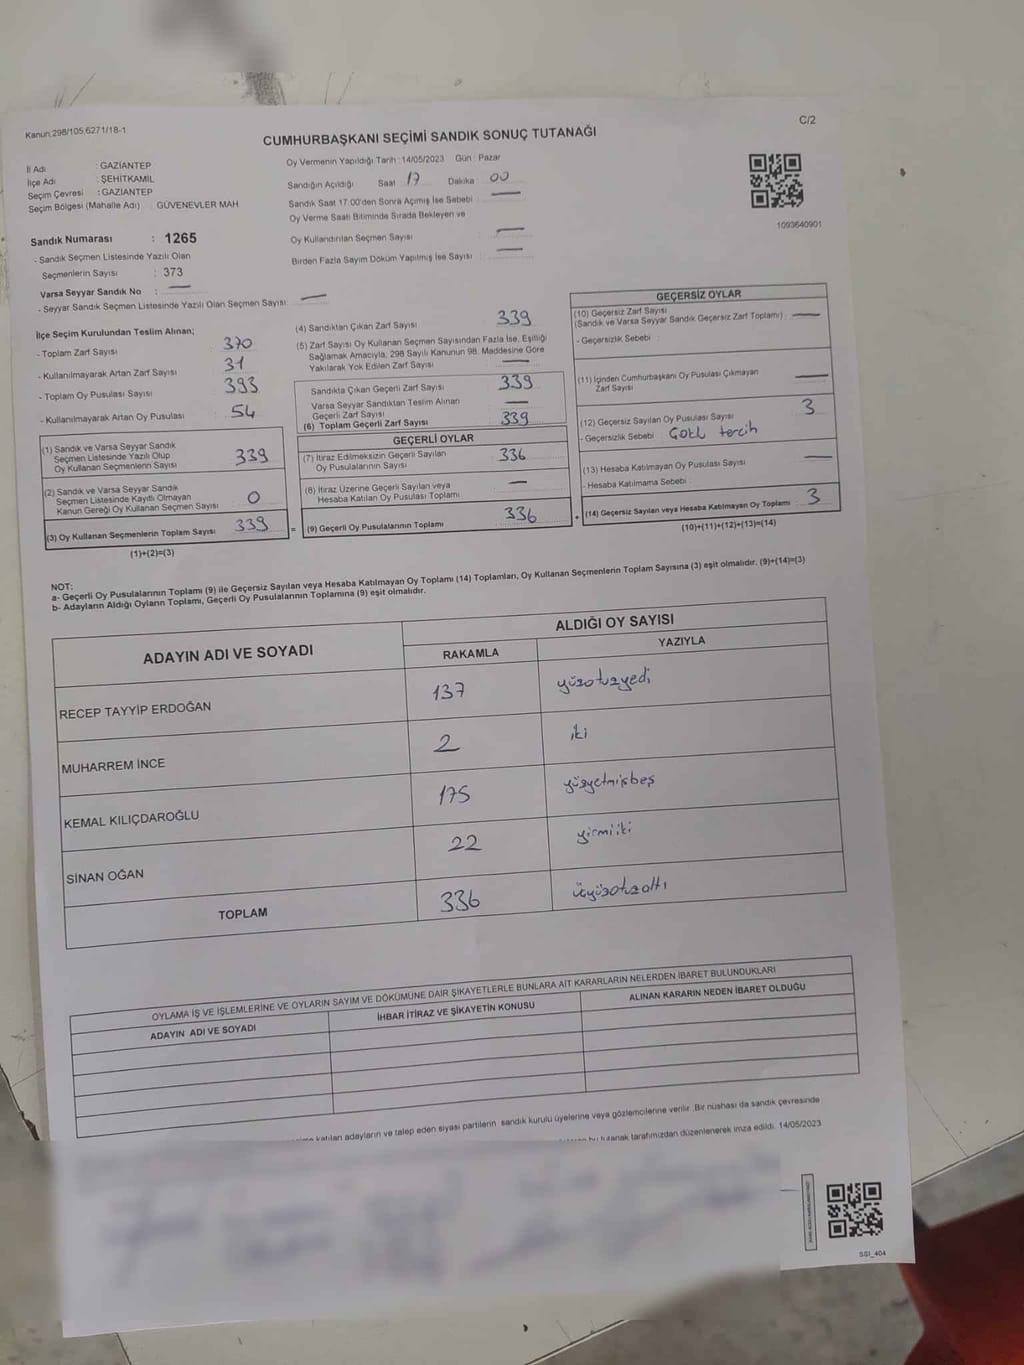 Kanun:298/105;6271/18-1
C/2
CUMHURBAŞKANI SEÇİMİ SANDIK SONUÇ TUTANAĞI
İl Adı : GAZİANTEP
İlçe Adı : ŞEHİTKAMİL
Seçim Çevresi : GAZİANTEP
Seçim Bölgesi (Mahalle Adı) : GÜVENEVLER MAH
Oy Vermenin Yapıldığı Tarih : 14/05/2023 Gün : Pazar
Sandığın Açıldığı Saat 17 Dakika 00
Sandık Saat 17:00'den Sonra Açılmış İse Sebebi
Oy Verme Saati Bitiminde Sırada Bekleyen ve
Oy Kullandırılan Seçmen Sayısı
Birden Fazla Sayım Döküm Yapılmış İse Sayısı
1093640901
Sandık Numarası : 1265
- Sandık Seçmen Listesinde Yazılı Olan
Seçmenlerin Sayısı : 373
Varsa Seyyar Sandık No : —
- Seyyar Sandık Seçmen Listesinde Yazılı Olan Seçmen Sayısı: —
İlçe Seçim Kurulundan Teslim Alınan;
- Toplam Zarf Sayısı 370
- Kullanılmayarak Artan Zarf Sayısı 31
- Toplam Oy Pusulası Sayısı 393
- Kullanılmayarak Artan Oy Pusulası 54
(1) Sandık ve Varsa Seyyar Sandık
Seçmen Listesinde Yazılı Olup
Oy Kullanan Seçmenlerin Sayısı 339
(2) Sandık ve Varsa Seyyar Sandık
Seçmen Listesinde Kayıtlı Olmayan
Kanun Gereği Oy Kullanan Seçmen Sayısı 0
(3) Oy Kullanan Seçmenlerin Toplam Sayısı 339
(1)+(2)=(3)
(4) Sandıktan Çıkan Zarf Sayısı 339
(5) Zarf Sayısı Oy Kullanan Seçmen Sayısından Fazla İse, Eşitliği
Sağlamak Amacıyla, 298 Sayılı Kanunun 98. Maddesine Göre
Yakılarak Yok Edilen Zarf Sayısı —
Sandıkta Çıkan Geçerli Zarf Sayısı 339
Varsa Seyyar Sandıktan Teslim Alınan
Geçerli Zarf Sayısı —
(6) Toplam Geçerli Zarf Sayısı 339
GEÇERLİ OYLAR
(7) İtiraz Edilmeksizin Geçerli Sayılan
Oy Pusulalarının Sayısı 336
(8) İtiraz Üzerine Geçerli Sayılan veya
Hesaba Katılan Oy Pusulası Toplamı —
= (9) Geçerli Oy Pusulalarının Toplamı 336
GEÇERSİZ OYLAR
(10) Geçersiz Zarf Sayısı
(Sandık ve Varsa Seyyar Sandık Geçersiz Zarf Toplamı) : —
- Geçersizlik Sebebi :
(11) İçinden Cumhurbaşkanı Oy Pusulası Çıkmayan
Zarf Sayısı —
(12) Geçersiz Sayılan Oy Pusulası Sayısı 3
- Geçersizlik Sebebi Çoklu tercih
(13) Hesaba Katılmayan Oy Pusulası Sayısı —
- Hesaba Katılmama Sebebi :
+ (14) Geçersiz Sayılan veya Hesaba Katılmayan Oy Toplamı 3
(10)+(11)+(12)+(13)=(14)
NOT:
a- Geçerli Oy Pusulalarının Toplamı (9) ile Geçersiz Sayılan veya Hesaba Katılmayan Oy Toplamı (14) Toplamları, Oy Kullanan Seçmenlerin Toplam Sayısına (3) eşit olmalıdır. (9)+(14)=(3)
b- Adayların Aldığı Oyların Toplamı, Geçerli Oy Pusulalarının Toplamına (9) eşit olmalıdır.
ADAYIN ADI VE SOYADI
ALDIĞI OY SAYISI
RAKAMLA YAZIYLA
RECEP TAYYİP ERDOĞAN 137 yüzotuzyedi
MUHARREM İNCE 2 iki
KEMAL KILIÇDAROĞLU 175 yüzyetmişbeş
SİNAN OĞAN 22 yirmiiki
TOPLAM 336 üçyüzotuzaltı
OYLAMA İŞ VE İŞLEMLERİNE VE OYLARIN SAYIM VE DÖKÜMÜNE DAİR ŞİKAYETLERLE BUNLARA AİT KARARLARIN NELERDEN İBARET BULUNDUKLARI
ADAYIN ADI VE SOYADI
İHBAR İTİRAZ VE ŞİKAYETİN KONUSU
ALINAN KARARIN NEDEN İBARET OLDUĞU
katılan adayların ve talep eden siyasi partilerin sandık kurulu üyelerine veya gözlemcilerine verilir. Bir nüshası da sandık çevresinde
bu tutanak tarafımızdan düzenlenerek imza edildi. 14/05/2023
SGI_404